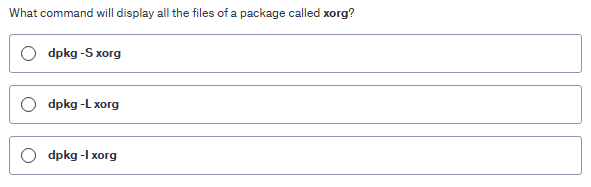 What command will display all the files of a package called xorg?
dpkg -S xorg
dpkg -L xorg
dpkg -l xorg